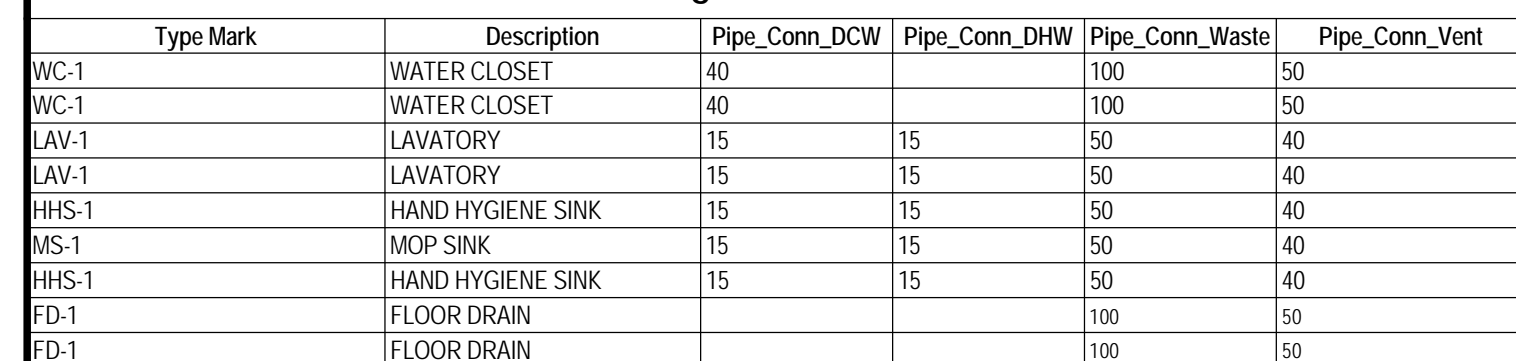 Type Mark Description Pipe_Conn_DCW Pipe_Conn_DHW Pipe_Conn_Waste Pipe_Conn_Vent
WC-1 WATER CLOSET 40 100 50
WC-1 WATER CLOSET 40 100 50
LAV-1 LAVATORY 15 15 50 40
LAV-1 LAVATORY 15 15 50 40
HHS-1 HAND HYGIENE SINK 15 15 50 40
MS-1 MOP SINK 15 15 50 40
HHS-1 HAND HYGIENE SINK 15 15 50 40
FD-1 FLOOR DRAIN 100 50
FD-1 FLOOR DRAIN 100 50